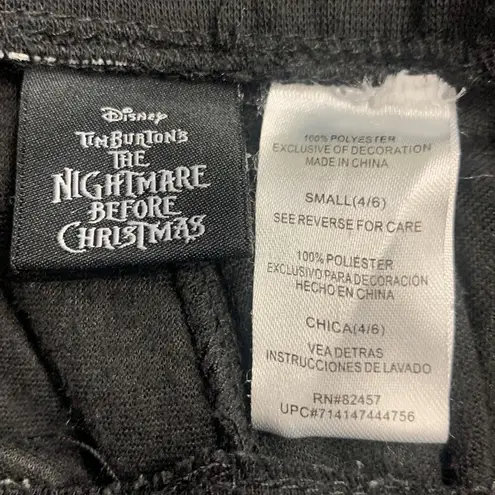 Disney
TIM BURTON'S
THE
NIGHTMARE
BEFORE
CHRISTMAS
100% POLYESTER
EXCLUSIVE OF DECORATION
MADE IN CHINA
SMALL(4/6)
SEE REVERSE FOR CARE
100% POLIÉSTER
EXCLUSIVO PARA DECORACIÓN
HECHO EN CHINA
CHICA(4/6)
VEA DETRAS
INSTRUCCIONES DE LAVADO
RN#82457
UPC#714147444756